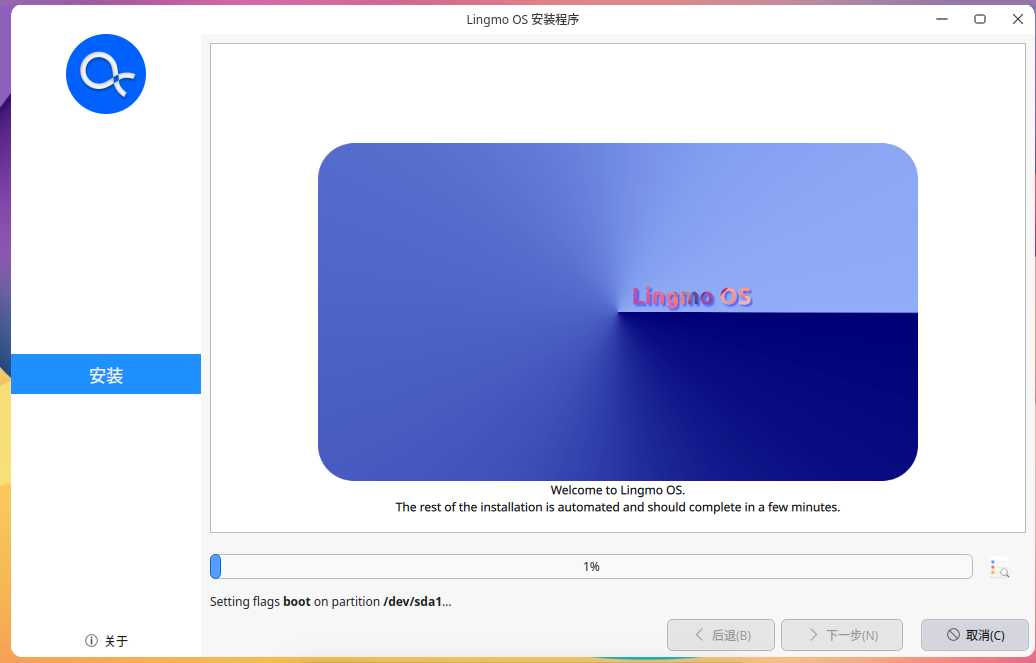 Lingmo OS 安装程序
Lingmo OS
安装
Welcome to Lingmo OS.
The rest of the installation is automated and should complete in a few minutes.
1%
Setting flags boot on partition /dev/sda1...
关于
后退(B)
下一步(N)
取消(C)